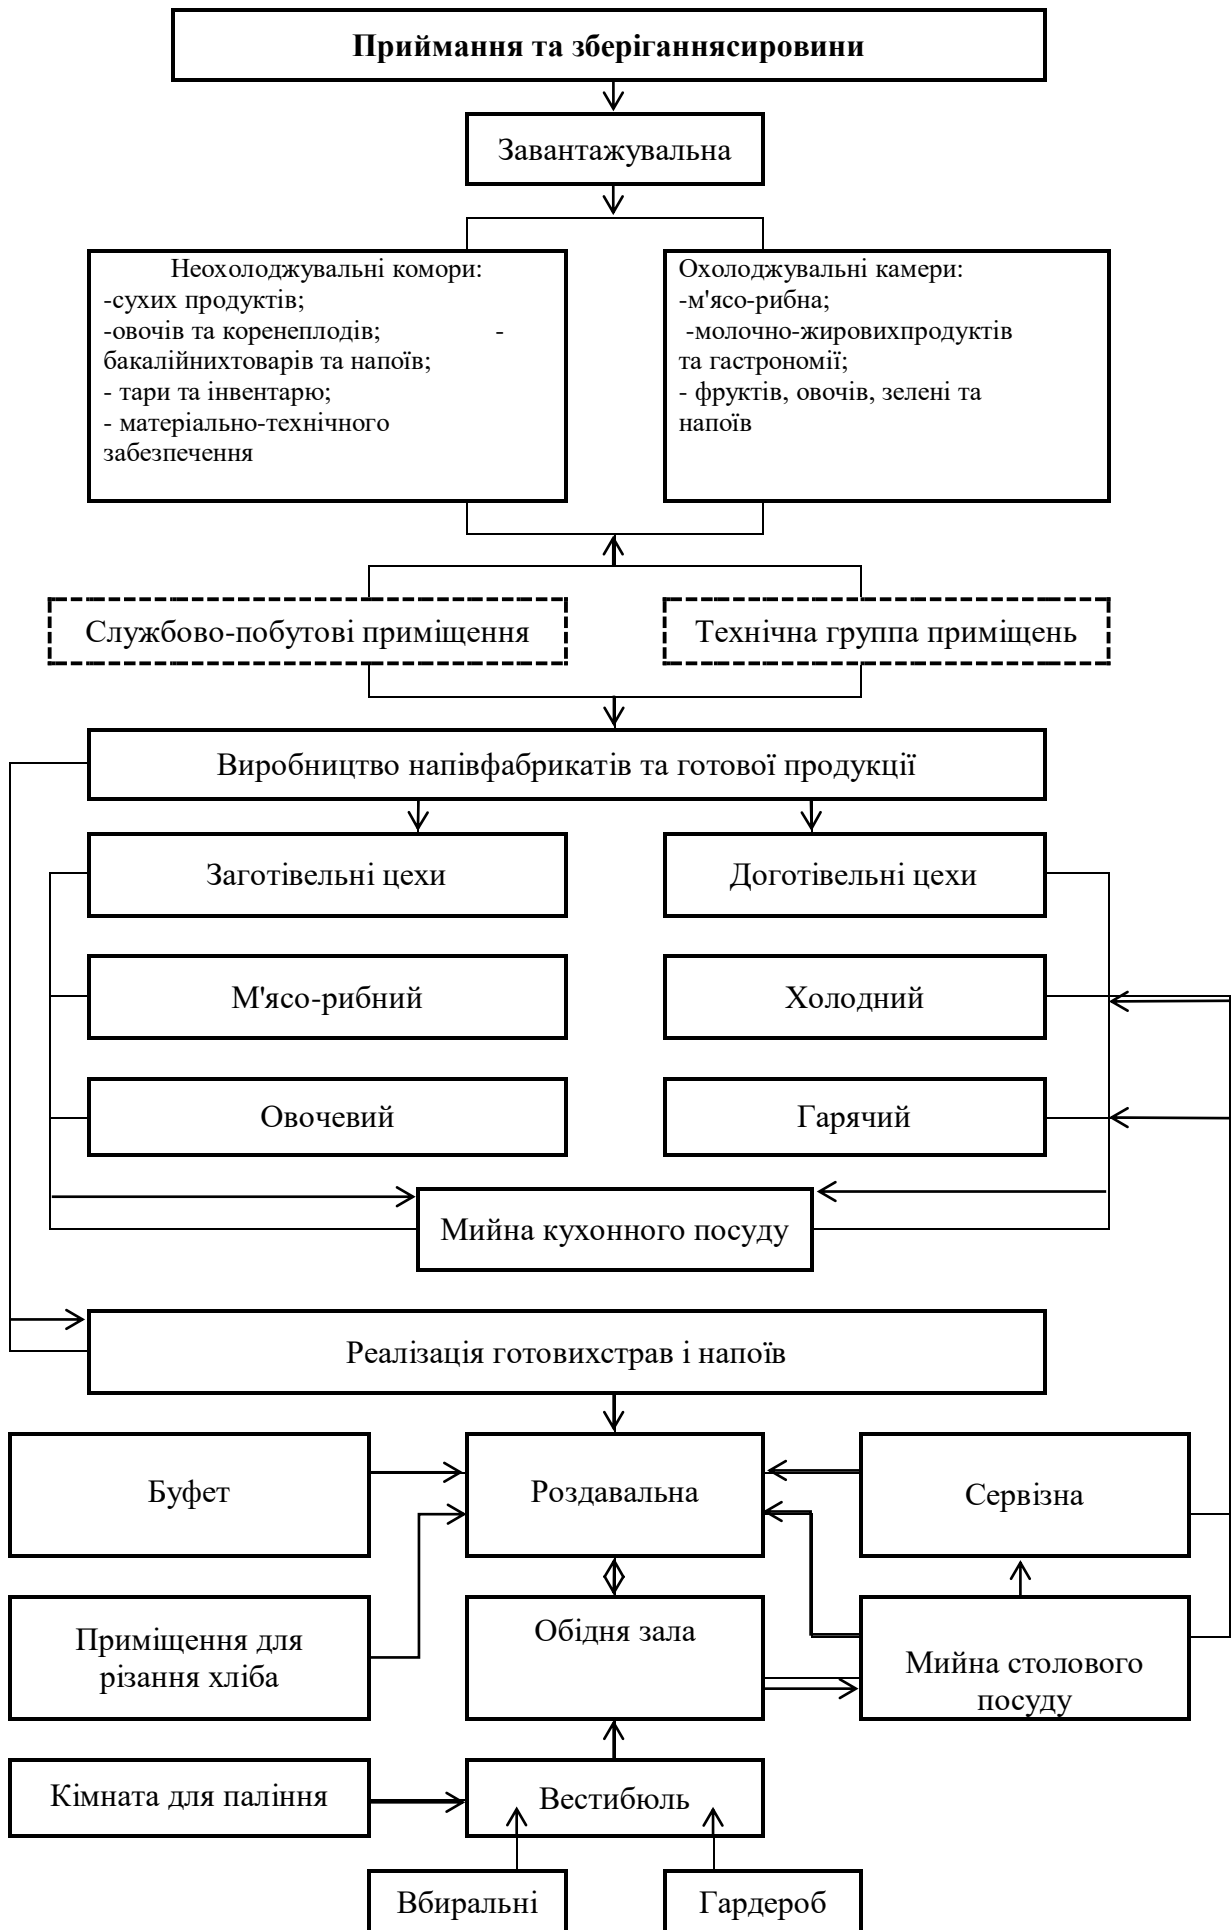 Приймання та зберіганнясировини
Завантажувальна
Неохолоджувальні комори:
-сухих продуктів;
-овочів та коренеплодів; -
бакалійнихтоварів та напоїв;
- тари та інвентарю;
- матеріально-технічного
забезпечення
Охолоджувальні камери:
-м'ясо-рибна;
-молочно-жировихпродуктів
та гастрономії;
- фруктів, овочів, зелені та
напоїв
Службово-побутові приміщення
Технічна группа приміщень
Виробництво напівфабрикатів та готової продукції
Заготівельні цехи
Доготівельні цехи
М'ясо-рибний
Холодний
Овочевий
Гарячий
Мийна кухонного посуду
Реалізація готовихстрав і напоїв
Буфет
Роздавальна
Сервізна
Приміщення для
різання хліба
Обідня зала
Мийна столового
посуду
Кімната для паління
Вестибюль
Вбиральні
Гардероб